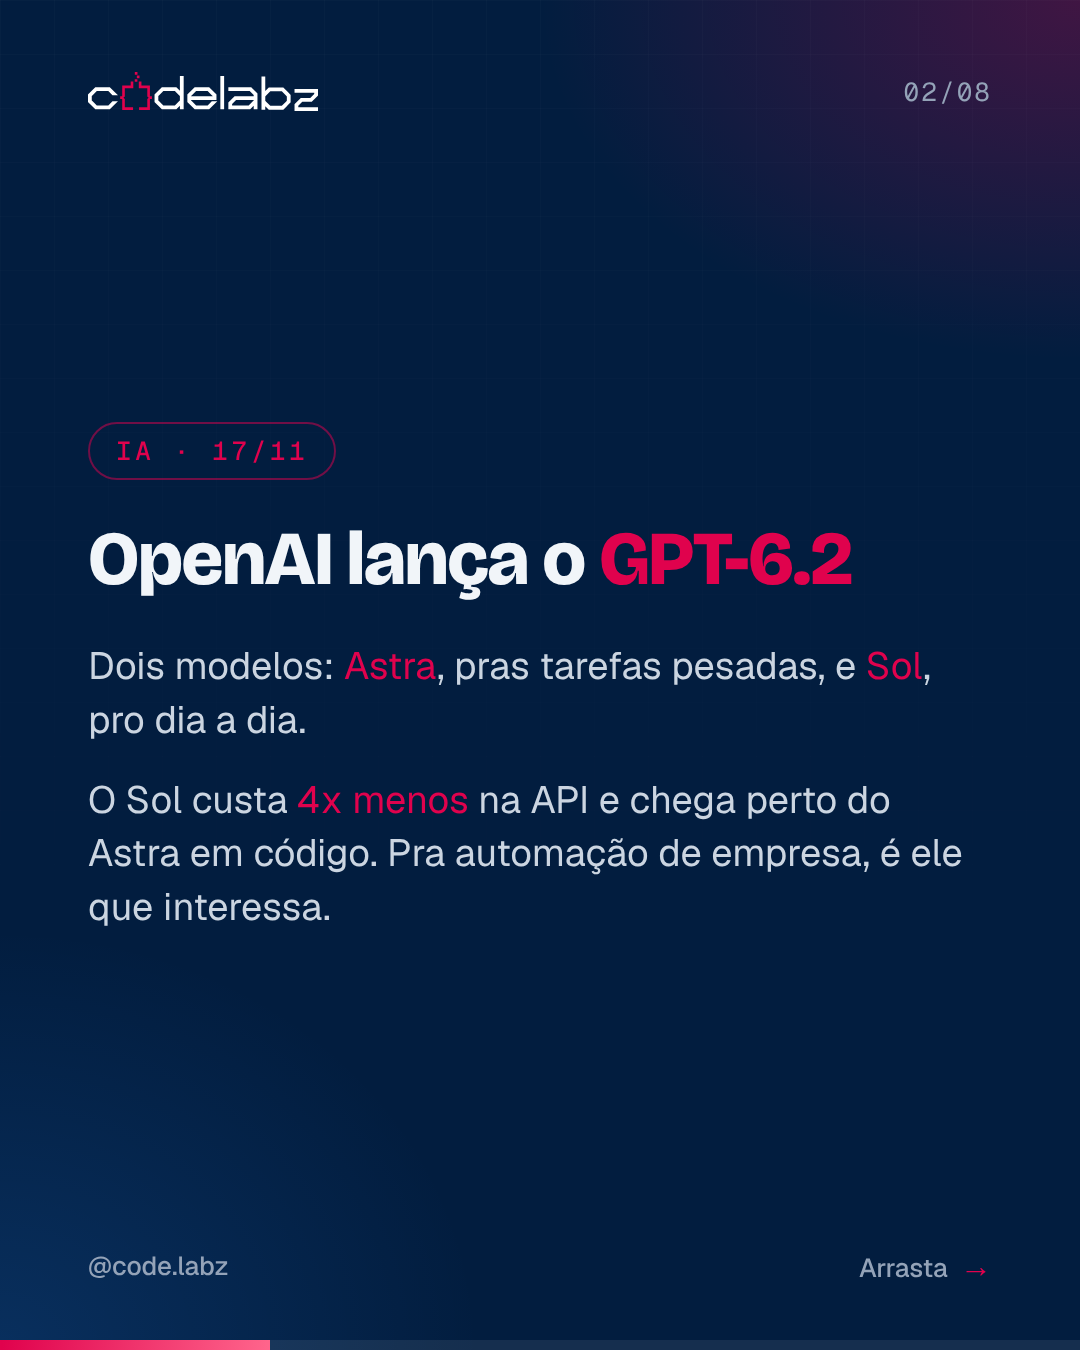 codelabz
02/08
IA · 17/11
OpenAI lança o GPT-6.2
Dois modelos: Astra, pras tarefas pesadas, e Sol,
pro dia a dia.
O Sol custa 4x menos na API e chega perto do
Astra em código. Pra automação de empresa, é ele
que interessa.
@code.labz
Arrasta →